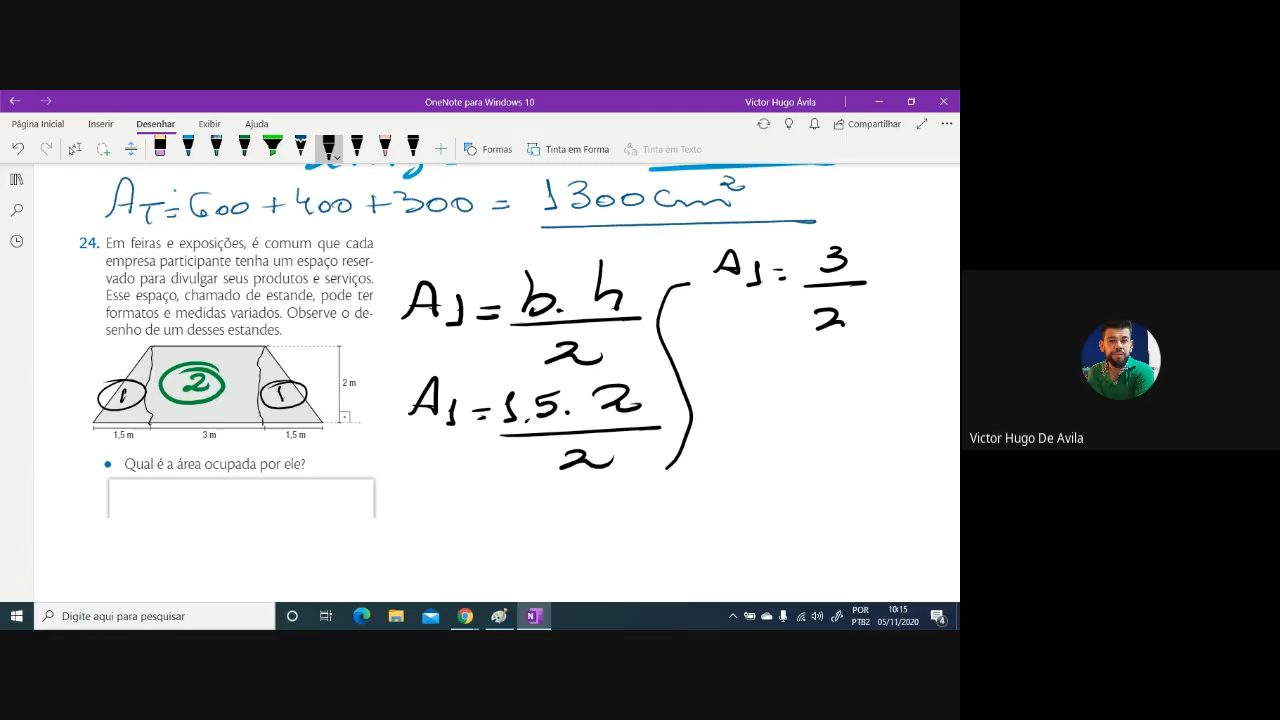 OneNote para Windows 10
Victor Hugo Ávila
Página Inicial Inserir Desenhar Exibir Ajuda
Compartilhar
Formas Tinta em Forma Tinta em Texto
AT = 600 + 400 + 300 = 1300cm²
24. Em feiras e exposições, é comum que cada
empresa participante tenha um espaço reser-
vado para divulgar seus produtos e serviços.
Esse espaço, chamado de estande, pode ter
formatos e medidas variados. Observe o de-
senho de um desses estandes.
1 2 1
2 m
1,5 m 3 m 1,5 m
• Qual é a área ocupada por ele?
A1 = b. h
2
A1 = 1,5. 2
2
A1 = 3
2
Victor Hugo De Avila
Digite aqui para pesquisar
POR
PTB2
10:15
05/11/2020
4